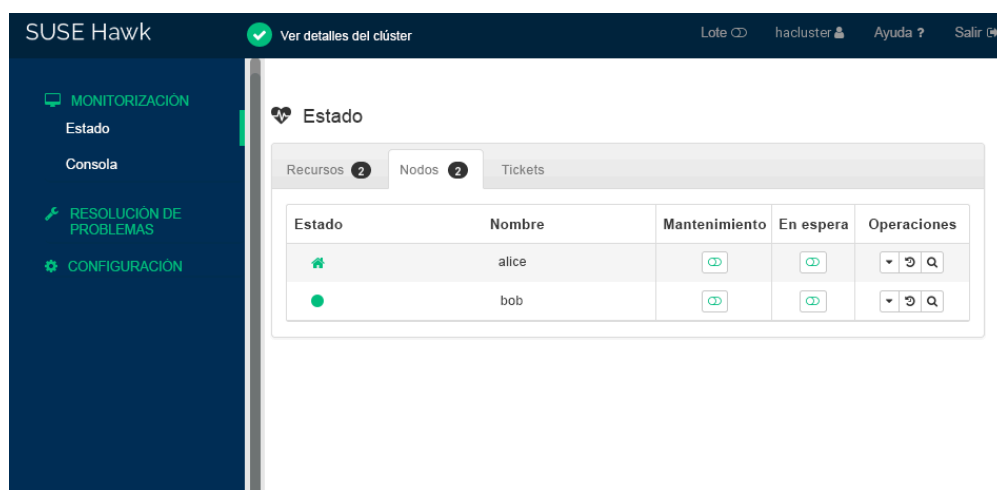 SUSE Hawk
Ver detalles del clúster
Lote
hacluster
Ayuda ?
Salir
MONITORIZACIÓN
Estado
Consola
RESOLUCIÓN DE
PROBLEMAS
CONFIGURACIÓN
Estado
Recursos 2
Nodos 2
Tickets
Estado Nombre Mantenimiento En espera Operaciones
alice
bob